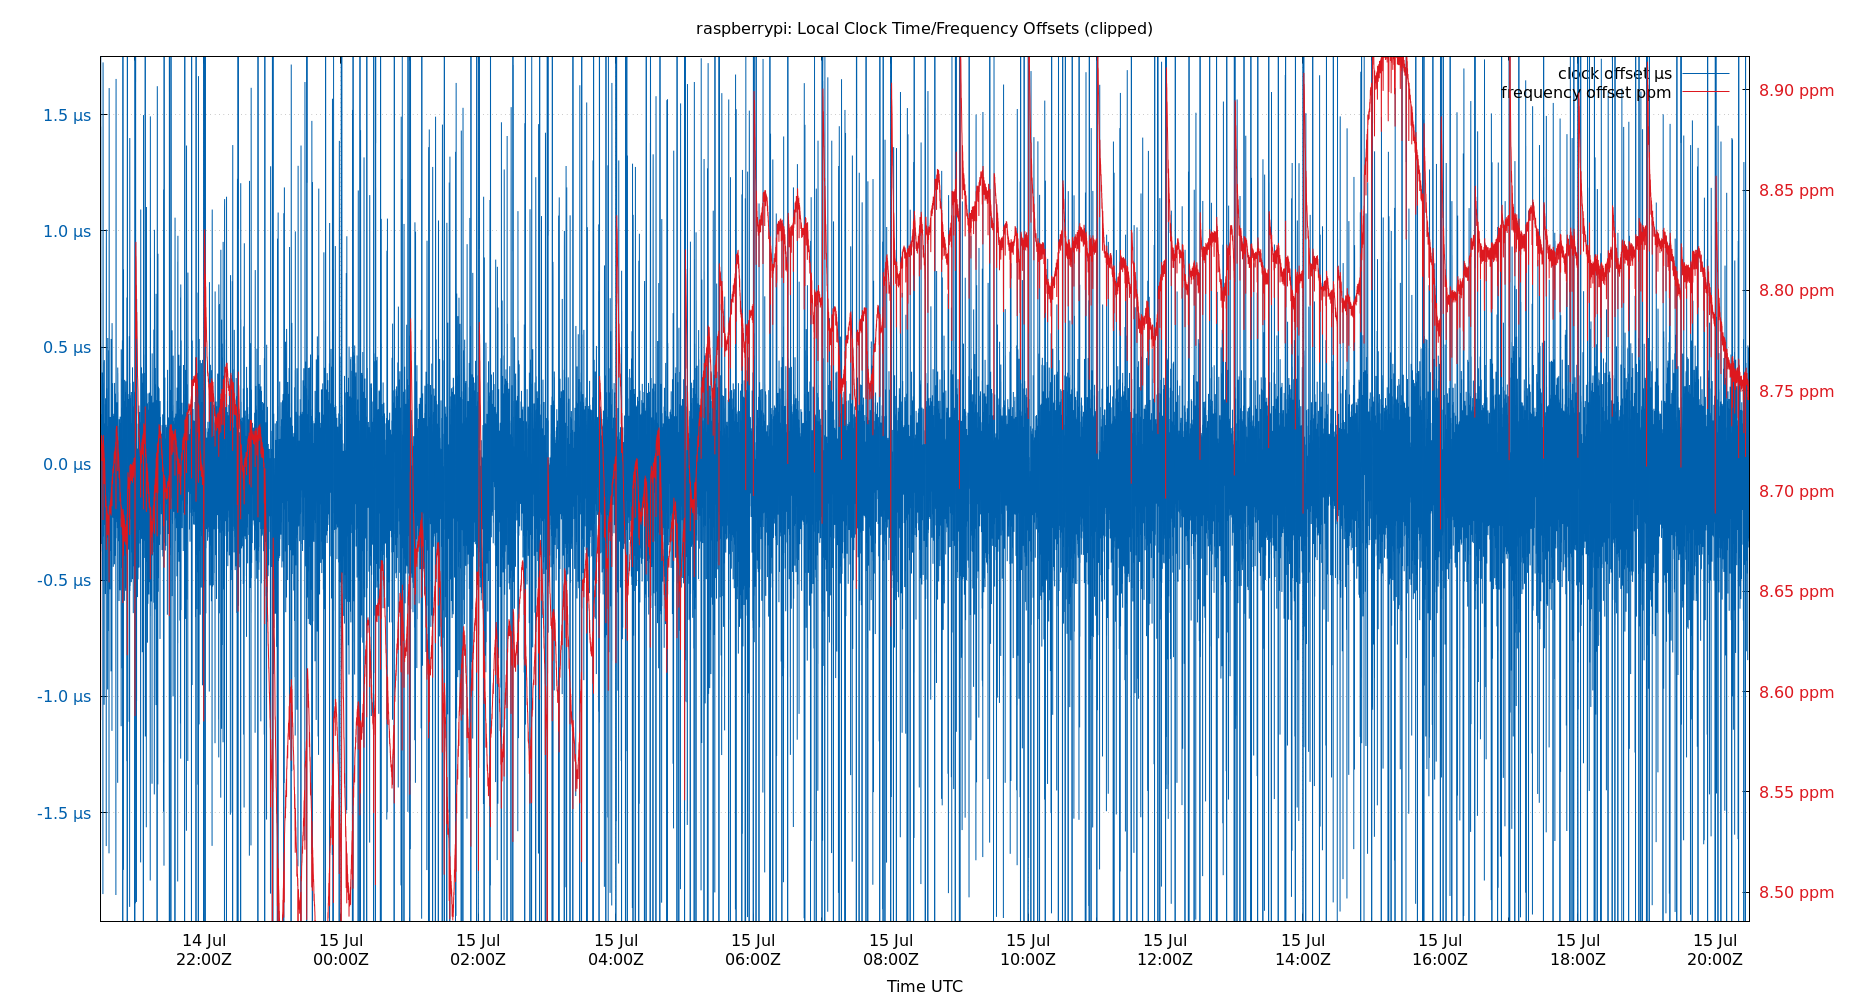 raspberrypi: Local Clock Time/Frequency Offsets (clipped)
clock offset µs
frequency offset ppm
1.5 µs
1.0 µs
0.5 µs
0.0 µs
-0.5 µs
-1.0 µs
-1.5 µs
8.90 ppm
8.85 ppm
8.80 ppm
8.75 ppm
8.70 ppm
8.65 ppm
8.60 ppm
8.55 ppm
8.50 ppm
14 Jul 15 Jul 15 Jul 15 Jul 15 Jul 15 Jul 15 Jul 15 Jul 15 Jul 15 Jul 15 Jul 15 Jul
22:00Z 00:00Z 02:00Z 04:00Z 06:00Z 08:00Z 10:00Z 12:00Z 14:00Z 16:00Z 18:00Z 20:00Z
Time UTC